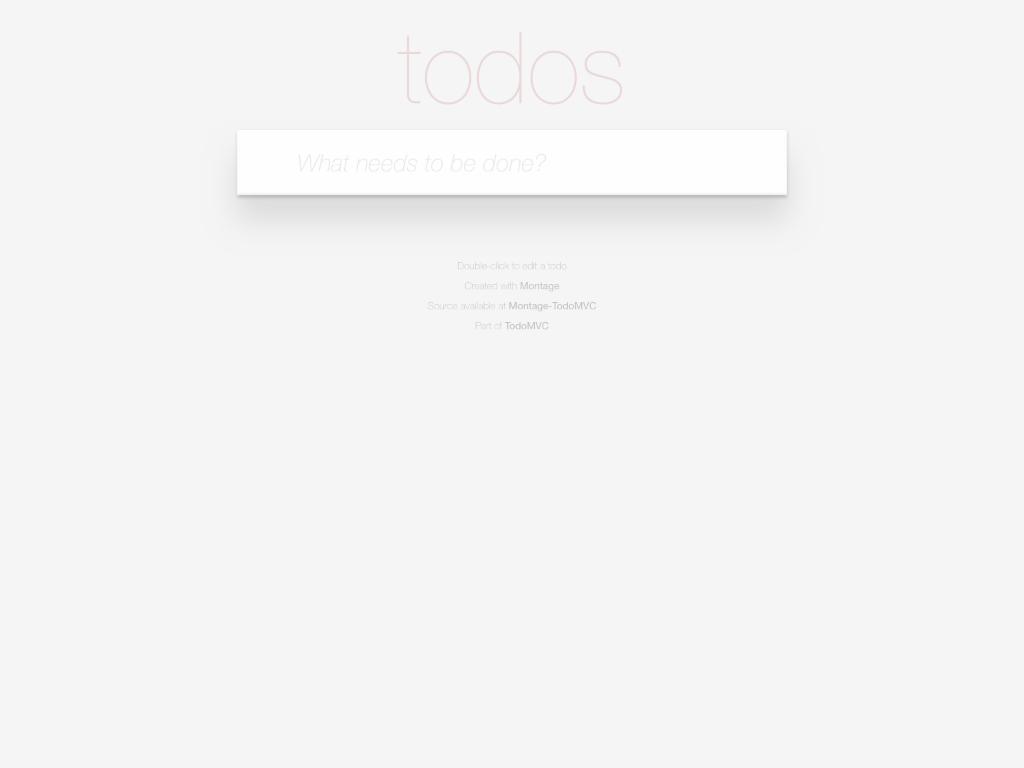 todos
What needs to be done?
Double-click to edit a todo
Created with Montage
Source available at Montage-TodoMVC
Part of TodoMVC